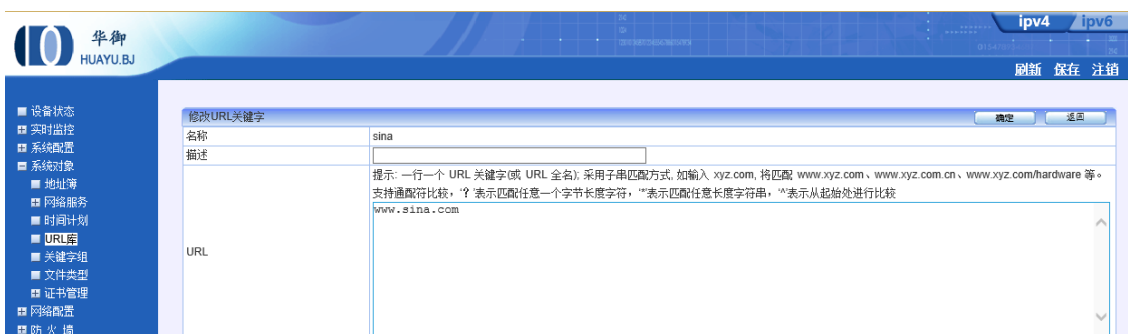 华御
HUAYU.BJ
ipv4 ipv6
刷新 保存 注销
设备状态
实时监控
系统配置
系统对象
地址簿
网络服务
时间计划
URL库
关键字组
文件类型
证书管理
网络配置
防 火 墙
修改URL关键字 确定 返回
名称 sina
描述
提示: 一行一个 URL 关键字(或 URL 全名); 采用子串匹配方式, 如输入 xyz.com, 将匹配 www.xyz.com、www.xyz.com.cn、www.xyz.com/hardware 等。
支持通配符比较，'?'表示匹配任意一个字节长度字符，'*'表示匹配任意长度字符串，'^'表示从起始处进行比较
URL
www.sina.com